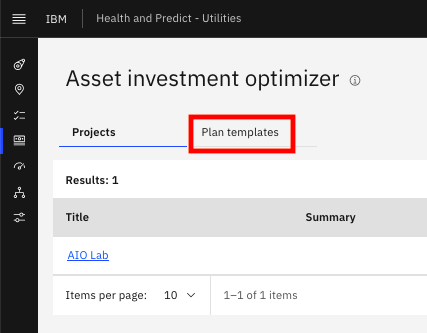 IBM Health and Predict - Utilities
Asset investment optimizer
Projects Plan templates
Results: 1
Title Summary
AIO Lab
Items per page: 10 1–1 of 1 items